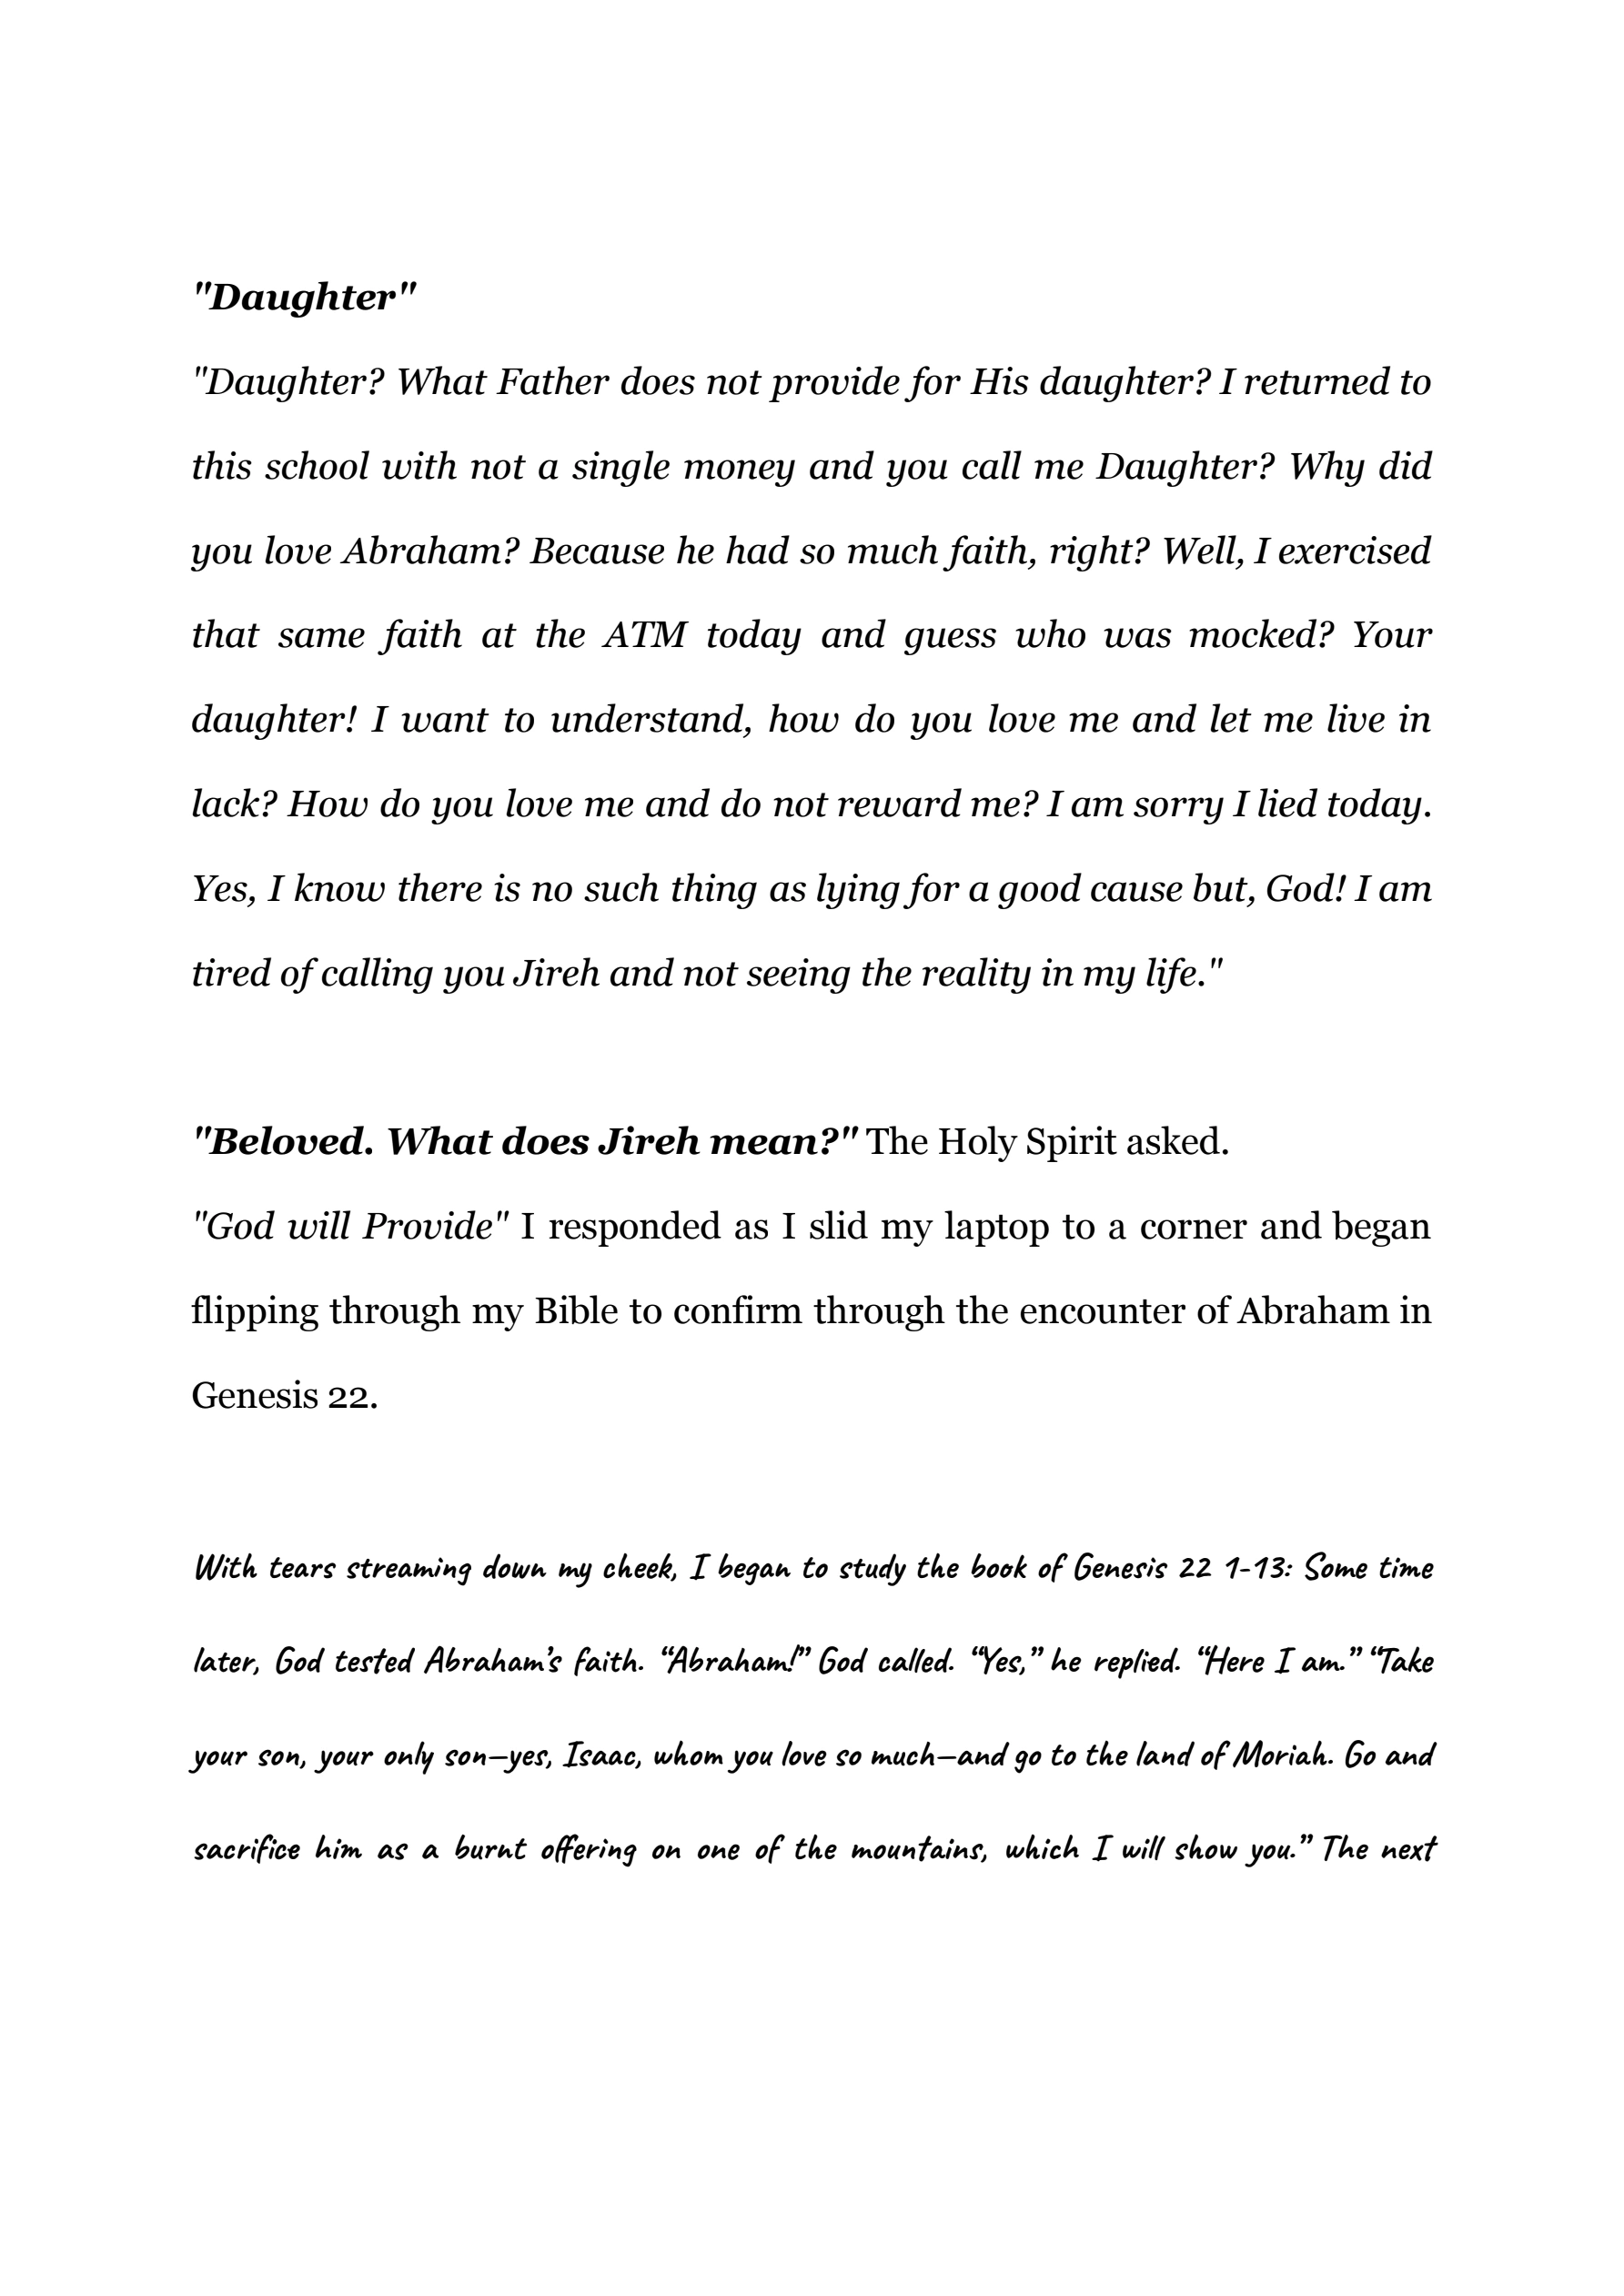 "Daughter"
"Daughter? What Father does not provide for His daughter? I returned to
this school with not a single money and you call me Daughter? Why did
you love Abraham? Because he had so much faith, right? Well, I exercised
that same faith at the ATM today and guess who was mocked? Your
daughter! I want to understand, how do you love me and let me live in
lack? How do you love me and do not reward me? I am sorry I lied today.
Yes, I know there is no such thing as lying for a good cause but, God! I am
tired of calling you Jireh and not seeing the reality in my life."
"Beloved. What does Jireh mean?" The Holy Spirit asked.
"God will Provide" I responded as I slid my laptop to a corner and began
flipping through my Bible to confirm through the encounter of Abraham in
Genesis 22.
With tears streaming down my cheek, I began to study the book of Genesis 22 1-13: Some time
later, God tested Abraham’s faith. “Abraham!” God called. “Yes,” he replied. “Here I am.” “Take
your son, your only son—yes, Isaac, whom you love so much—and go to the land of Moriah. Go and
sacrifice him as a burnt offering on one of the mountains, which I will show you.” The next